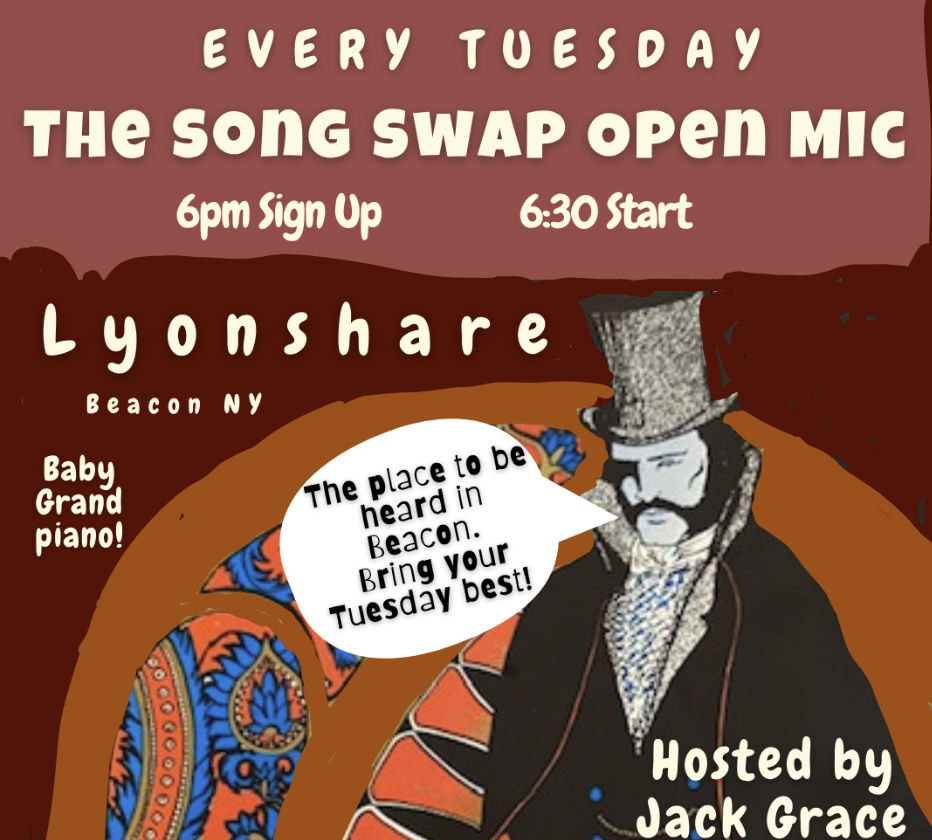 EVERY TUESDAY
THE SONG SWAP OPEN MIC
6pm Sign Up 6:30 Start
Lyonshare
Beacon NY
Baby
Grand
piano!
The place to be
heard in
Beacon.
Bring your
Tuesday best!
Hosted by
Jack Grace